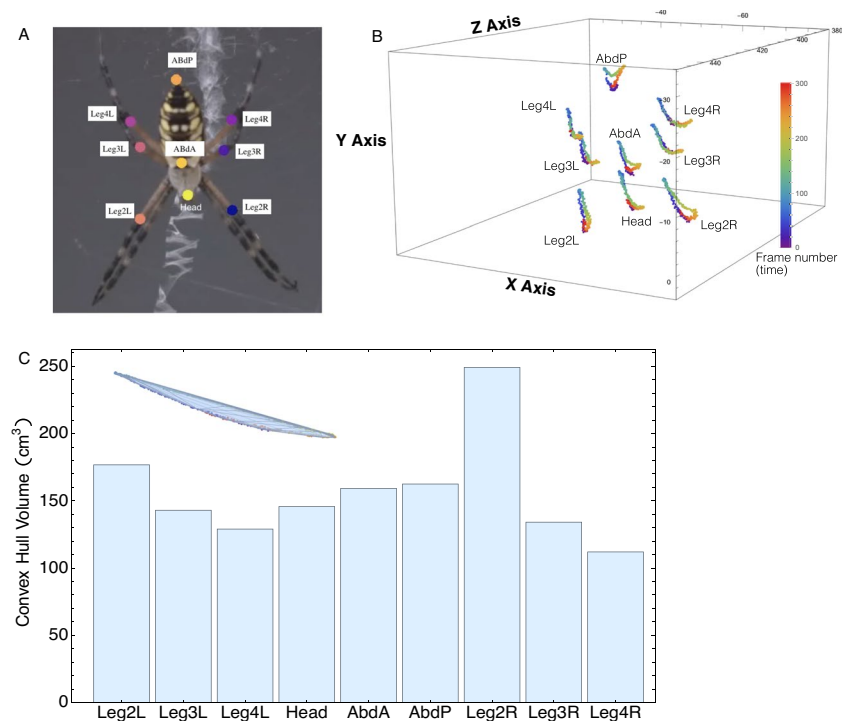 A
ABdP
Leg4L
Leg4R
Leg3L
ABdA
Leg3R
Head
Leg2L
Leg2R
B
Z Axis
Y Axis
X Axis
-40
-60
380
400
420
440
-30
-20
-10
0
AbdP
Leg4L
Leg4R
AbdA
Leg3L
Leg3R
Leg2L
Head
Leg2R
300
200
100
0
Frame number
(time)
C
Convex Hull Volume (cm³)
250
200
150
100
50
0
Leg2L Leg3L Leg4L Head AbdA AbdP Leg2R Leg3R Leg4R